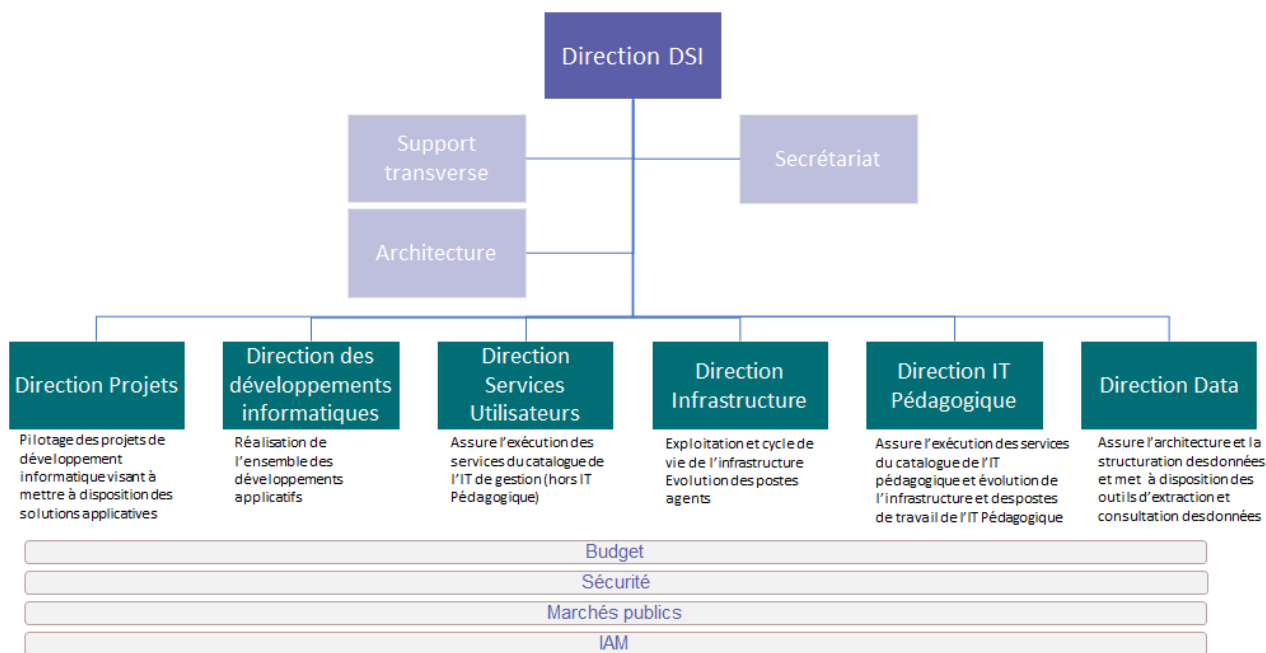 Direction DSI
Support
transverse
Secrétariat
Architecture
Direction Projets
Direction des
développements
informatiques
Direction
Services
Utilisateurs
Direction
Infrastructure
Direction IT
Pédagogique
Direction Data
Pilotage des projets de
développement
informatique visant à
mettre à disposition des
solutions applicatives
Réalisation de
l'ensemble des
développements
applicatifs
Assure l'exécution des
services du catalogue de
l'IT de gestion (hors IT
Pédagogique)
Exploitation et cycle de
vie de l'infrastructure
Evolution des postes
agents
Assure l'exécution des services
du catalogue de l'IT
pédagogique et évolution de
l'infrastructure et des postes
de travail de l'IT Pédagogique
Assure l'architecture et la
structuration des données
et met à disposition des
outils d'extraction et
consultation des données
Budget
Sécurité
Marchés publics
IAM